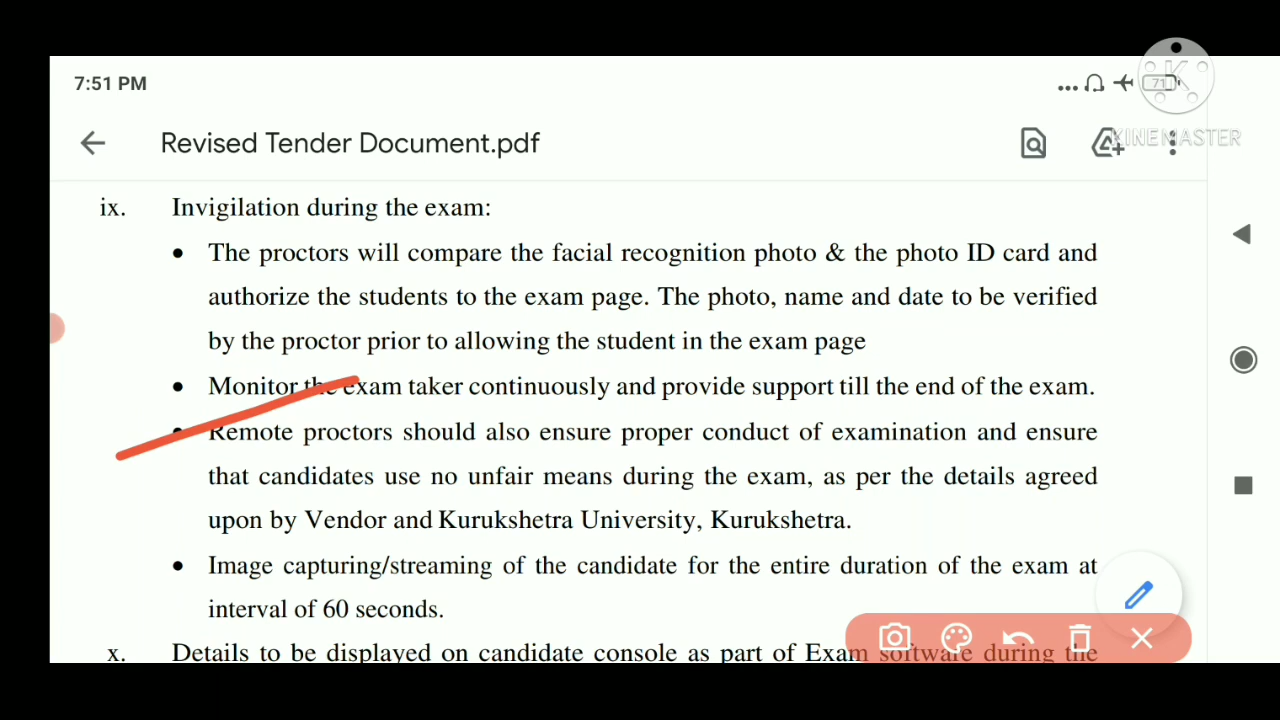 7:51 PM
71
KINEMASTER
Revised Tender Document.pdf
ix. Invigilation during the exam:
• The proctors will compare the facial recognition photo & the photo ID card and
authorize the students to the exam page. The photo, name and date to be verified
by the proctor prior to allowing the student in the exam page
• Monitor the exam taker continuously and provide support till the end of the exam.
• Remote proctors should also ensure proper conduct of examination and ensure
that candidates use no unfair means during the exam, as per the details agreed
upon by Vendor and Kurukshetra University, Kurukshetra.
• Image capturing/streaming of the candidate for the entire duration of the exam at
interval of 60 seconds.
x. Details to be displayed on candidate console as part of Exam software during the